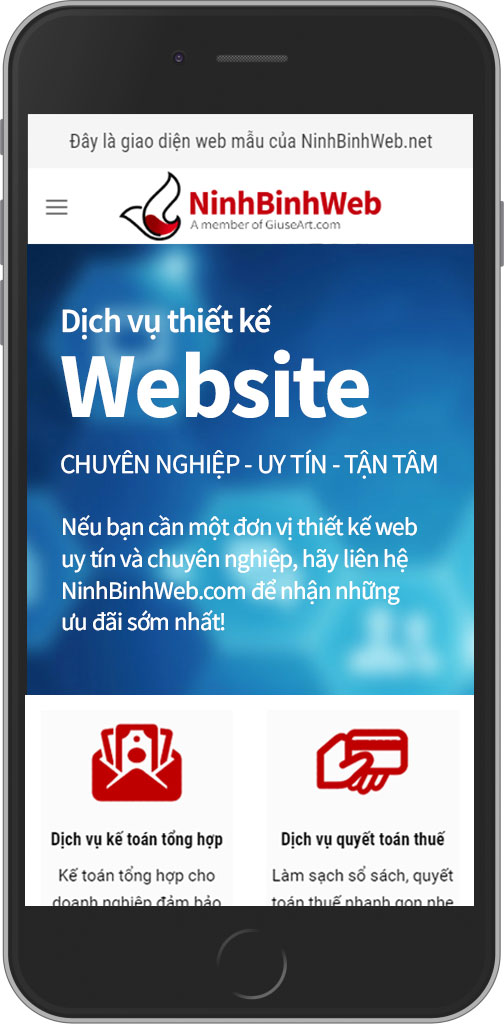 Đây là giao diện web mẫu của NinhBinhWeb.net
NinhBinhWeb
A member of GiuseArt.com
Dịch vụ thiết kế
Website
CHUYÊN NGHIỆP - UY TÍN - TẬN TÂM
Nếu bạn cần một đơn vị thiết kế web
uy tín và chuyên nghiệp, hãy liên hệ
NinhBinhWeb.com để nhận những
ưu đãi sớm nhất!
Dịch vụ kế toán tổng hợp
Kế toán tổng hợp cho
doanh nghiệp đảm bảo
Dịch vụ quyết toán thuế
Làm sạch sổ sách, quyết
toán thuế nhanh gọn nhẹ